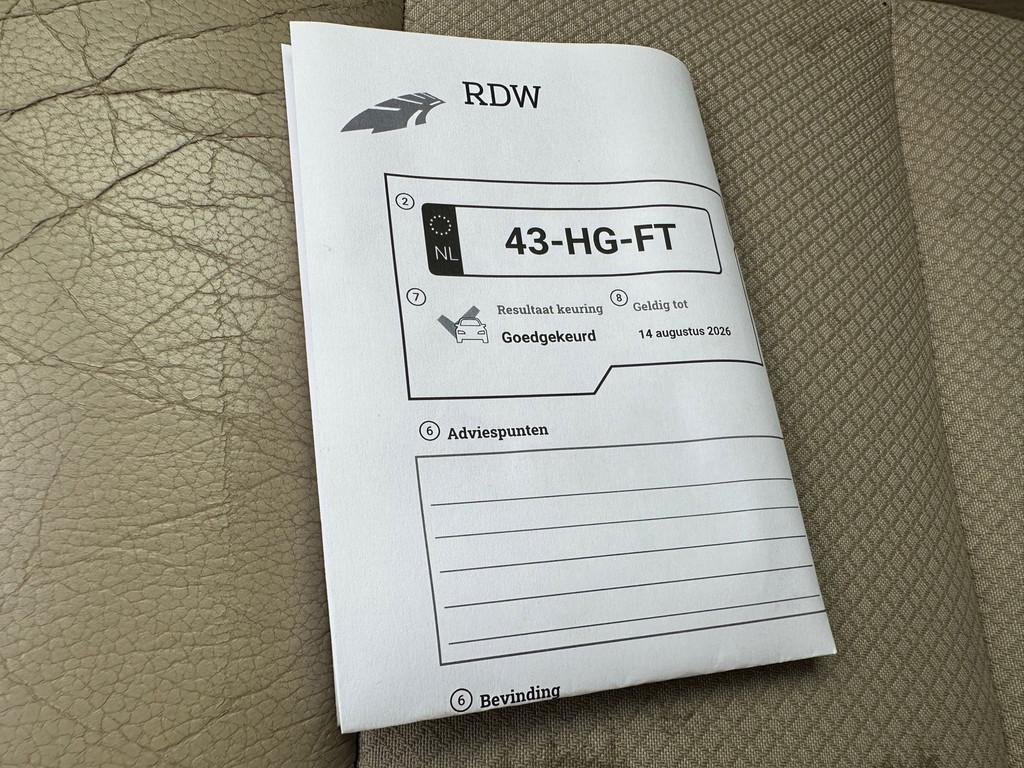 RDW
2
NL
43-HG-FT
7
Resultaat keuring
8
Geldig tot
Goedgekeurd
14 augustus 2026
6 Adviespunten
6 Bevinding